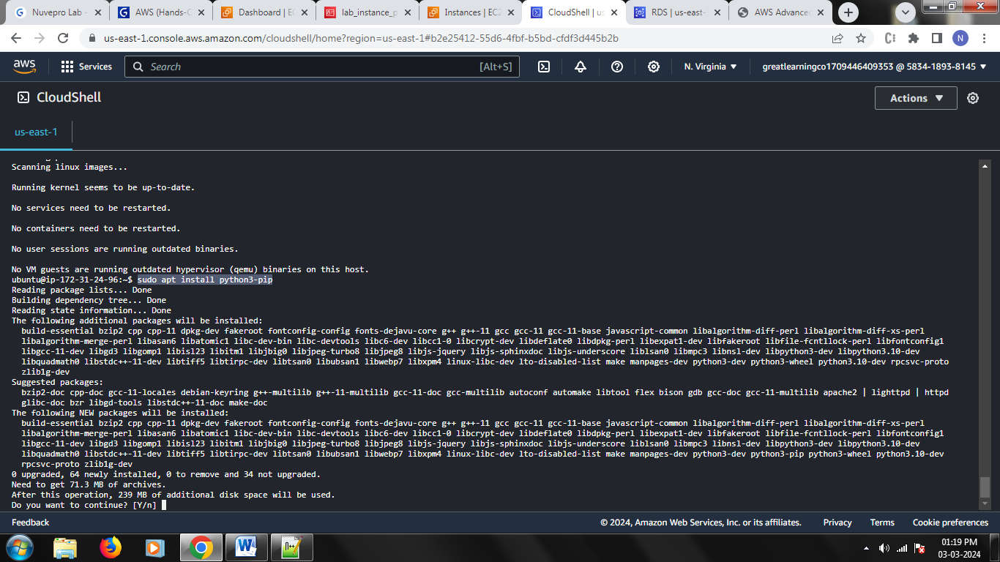 Nuvepro Lab -
AWS (Hands-O
Dashboard | EC
lab_instance_p
Instances | EC2
CloudShell | us
RDS | us-east-
AWS Advance
us-east-1.console.aws.amazon.com/cloudshell/home?region=us-east-1#b2e25412-55d6-4fbf-b5bd-cfdf3d445b2b
N
aws
Services
Search
[Alt+S]
N. Virginia
greatlearningco1709446409353 @ 5834-1893-8145
CloudShell
Actions
us-east-1
Scanning linux images...
Running kernel seems to be up-to-date.
No services need to be restarted.
No containers need to be restarted.
No user sessions are running outdated binaries.
No VM guests are running outdated hypervisor (qemu) binaries on this host.
ubuntu@ip-172-31-24-96:~$ sudo apt install python3-pip
Reading package lists... Done
Building dependency tree... Done
Reading state information... Done
The following additional packages will be installed:
build-essential bzip2 cpp cpp-11 dpkg-dev fakeroot fontconfig-config fonts-dejavu-core g++ g++-11 gcc gcc-11 gcc-11-base javascript-common libalgorithm-diff-perl libalgorithm-diff-xs-perl
libalgorithm-merge-perl libasan6 libatomic1 libc-dev-bin libc-devtools libc6-dev libcc1-0 libcrypt-dev libdeflate0 libdpkg-perl libexpat1-dev libfakeroot libfile-fcntllock-perl libfontconfig1
libgcc-11-dev libgd3 libgomp1 libisl23 libitm1 libjbig0 libjpeg-turbo8 libjpeg8 libjs-jquery libjs-sphinxdoc libjs-underscore liblsan0 libmpc3 libnsl-dev libpython3-dev libpython3.10-dev
libquadmath0 libstdc++-11-dev libtiff5 libtirpc-dev libtsan0 libubsan1 libwebp7 libxpm4 linux-libc-dev lto-disabled-list make manpages-dev python3-dev python3-wheel python3.10-dev rpcsvc-proto
zlib1g-dev
Suggested packages:
bzip2-doc cpp-doc gcc-11-locales debian-keyring g++-multilib g++-11-multilib gcc-11-doc gcc-multilib autoconf automake libtool flex bison gdb gcc-doc gcc-11-multilib apache2 | lighttpd | httpd
glibc-doc bzr libgd-tools libstdc++-11-doc make-doc
The following NEW packages will be installed:
build-essential bzip2 cpp cpp-11 dpkg-dev fakeroot fontconfig-config fonts-dejavu-core g++ g++-11 gcc gcc-11 gcc-11-base javascript-common libalgorithm-diff-perl libalgorithm-diff-xs-perl
libalgorithm-merge-perl libasan6 libatomic1 libc-dev-bin libc-devtools libc6-dev libcc1-0 libcrypt-dev libdeflate0 libdpkg-perl libexpat1-dev libfakeroot libfile-fcntllock-perl libfontconfig1
libgcc-11-dev libgd3 libgomp1 libisl23 libitm1 libjbig0 libjpeg-turbo8 libjpeg8 libjs-jquery libjs-sphinxdoc libjs-underscore liblsan0 libmpc3 libnsl-dev libpython3-dev libpython3.10-dev
libquadmath0 libstdc++-11-dev libtiff5 libtirpc-dev libtsan0 libubsan1 libwebp7 libxpm4 linux-libc-dev lto-disabled-list make manpages-dev python3-dev python3-pip python3-wheel python3.10-dev
rpcsvc-proto zlib1g-dev
0 upgraded, 64 newly installed, 0 to remove and 34 not upgraded.
Need to get 71.3 MB of archives.
After this operation, 239 MB of additional disk space will be used.
Do you want to continue? [Y/n]
Feedback
© 2024, Amazon Web Services, Inc. or its affiliates.
Privacy
Terms
Cookie preferences
01:19 PM
03-03-2024